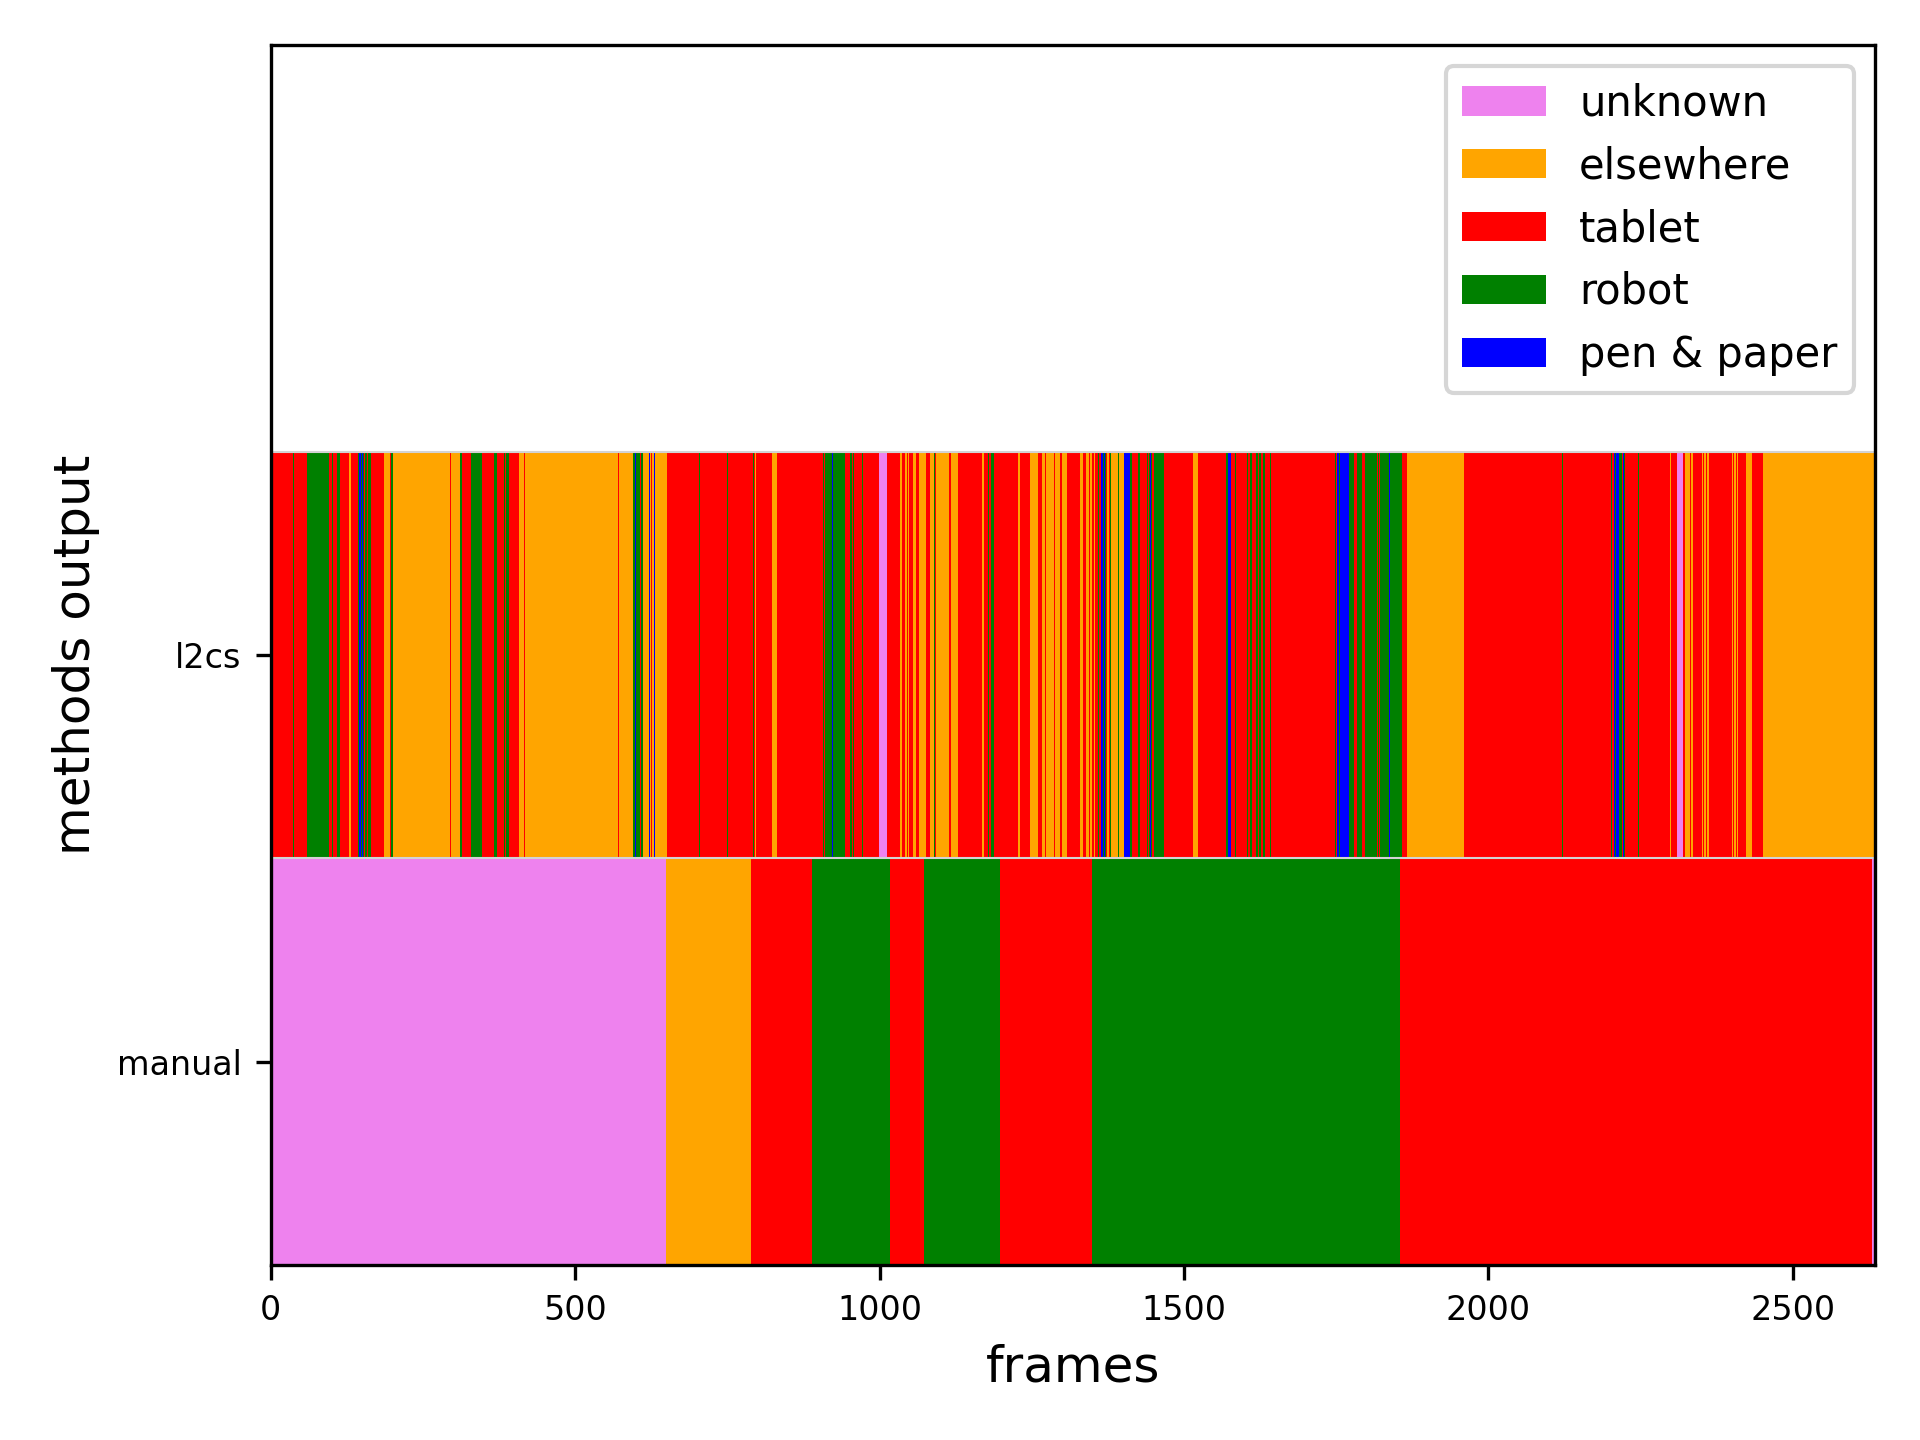 unknown
elsewhere
tablet
robot
pen & paper
methods output
l2cs
manual
0 500 1000 1500 2000 2500
frames